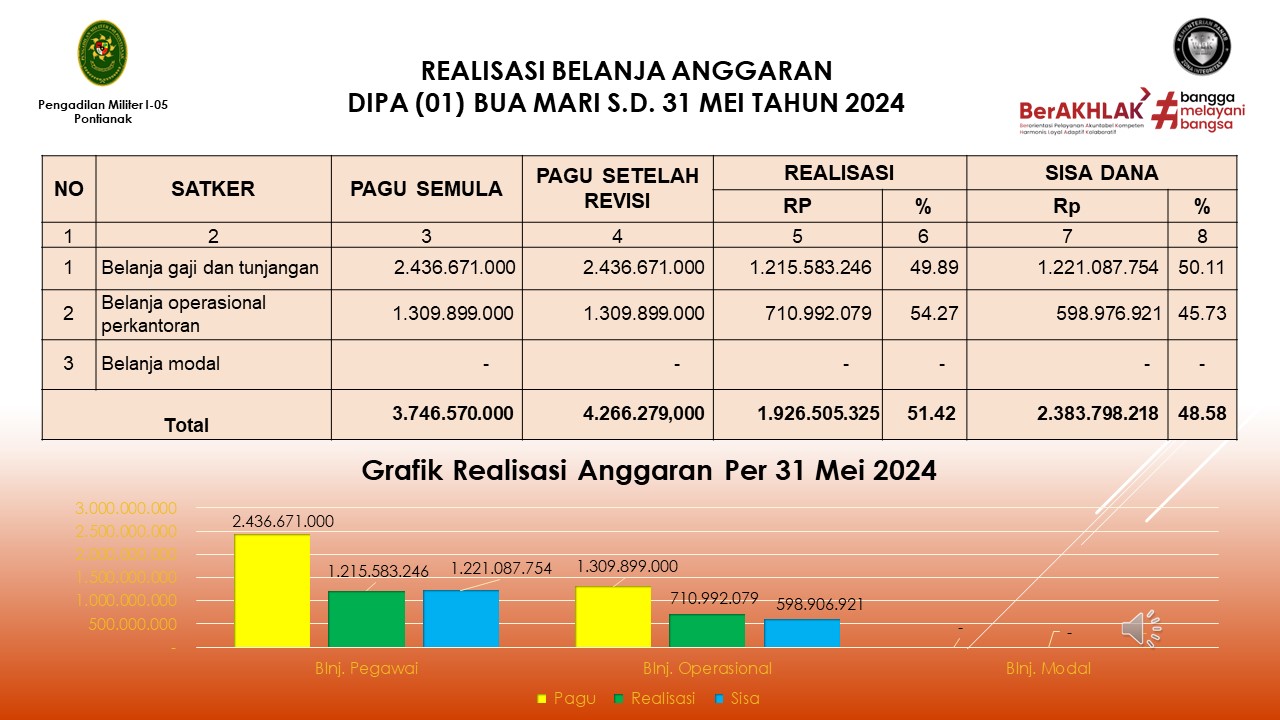 Pengadilan Militer I-05
Pontianak
REALISASI BELANJA ANGGARAN
DIPA (01) BUA MARI S.D. 31 MEI TAHUN 2024
BerAKHLAK
Berorientasi Pelayanan Akuntabel Kompeten
Harmonis Loyal Adaptif Kolaboratif
#bangga
melayani
bangsa
NO SATKER PAGU SEMULA PAGU SETELAH REVISI REALISASI SISA DANA
RP % Rp %
1 2 3 4 5 6 7 8
1 Belanja gaji dan tunjangan 2.436.671.000 2.436.671.000 1.215.583.246 49.89 1.221.087.754 50.11
2 Belanja operasional perkantoran 1.309.899.000 1.309.899.000 710.992.079 54.27 598.976.921 45.73
3 Belanja modal - - - - - -
Total 3.746.570.000 4.266.279,000 1.926.505.325 51.42 2.383.798.218 48.58
Grafik Realisasi Anggaran Per 31 Mei 2024
3.000.000.000
2.500.000.000
2.000.000.000
1.500.000.000
1.000.000.000
500.000.000
-
2.436.671.000
1.215.583.246 1.221.087.754
1.309.899.000
710.992.079 598.906.921
- -
Blnj. Pegawai Blnj. Operasional Blnj. Modal
Pagu Realisasi Sisa